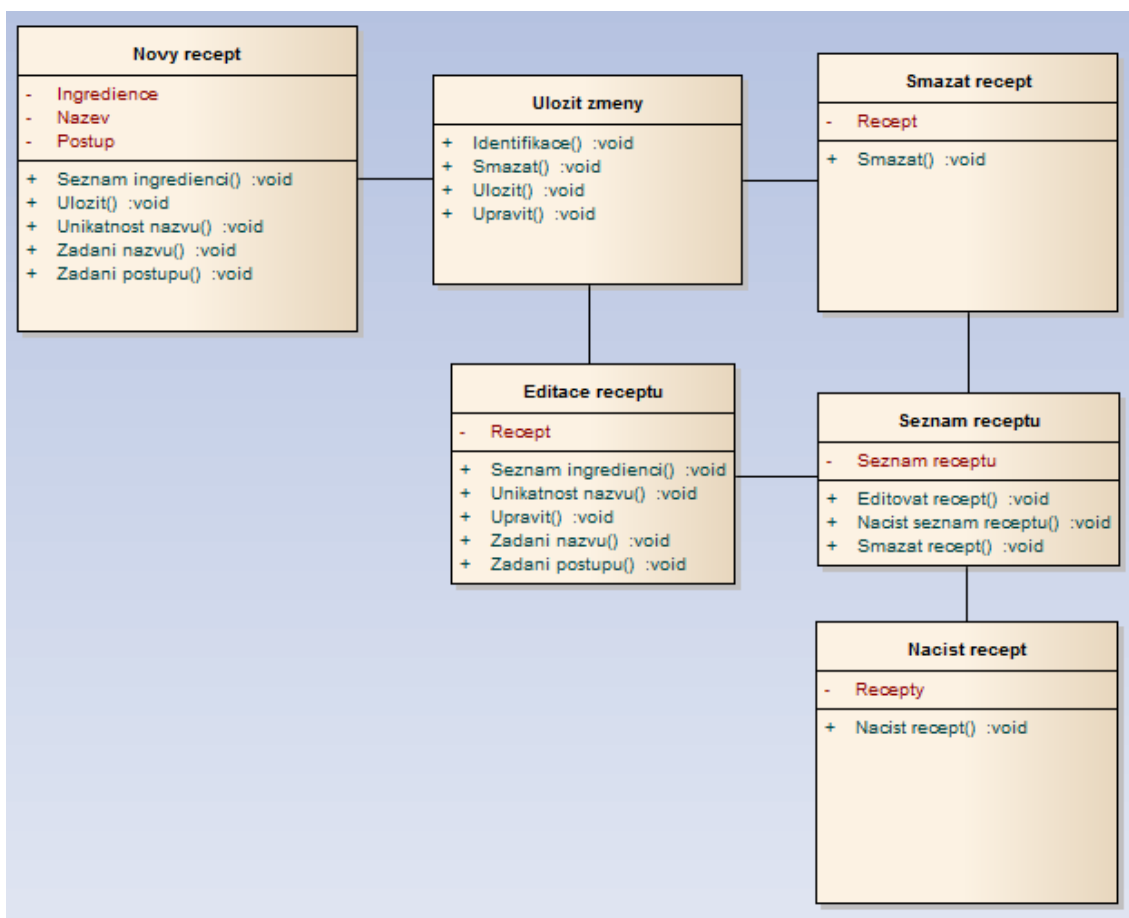 Novy recept
- Ingredience
- Nazev
- Postup
+ Seznam ingredienci() :void
+ Ulozit() :void
+ Unikatnost nazvu() :void
+ Zadani nazvu() :void
+ Zadani postupu() :void
Ulozit zmeny
+ Identifikace() :void
+ Smazat() :void
+ Ulozit() :void
+ Upravit() :void
Smazat recept
- Recept
+ Smazat() :void
Editace receptu
- Recept
+ Seznam ingredienci() :void
+ Unikatnost nazvu() :void
+ Upravit() :void
+ Zadani nazvu() :void
+ Zadani postupu() :void
Seznam receptu
- Seznam receptu
+ Editovat recept() :void
+ Nacist seznam receptu() :void
+ Smazat recept() :void
Nacist recept
- Recepty
+ Nacist recept() :void